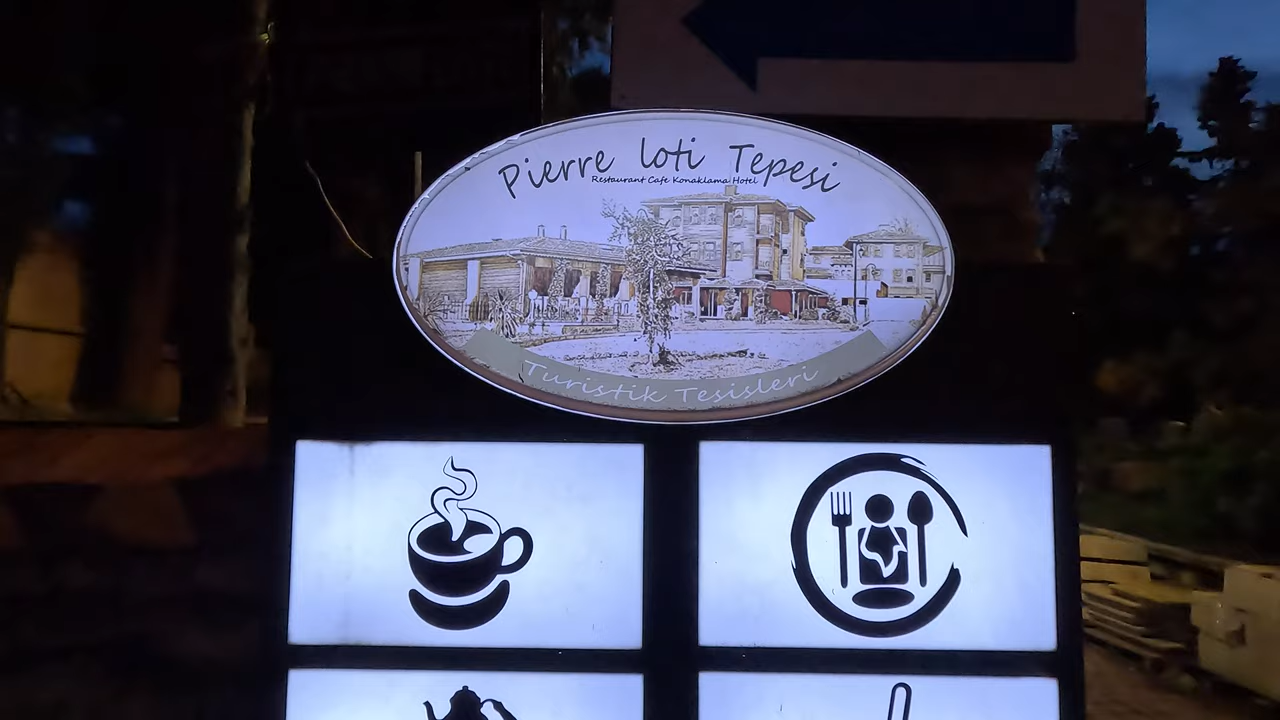 Pierre loti Tepesi
Restaurant Cafe Konaklama Hotel
Turistik Tesisleri